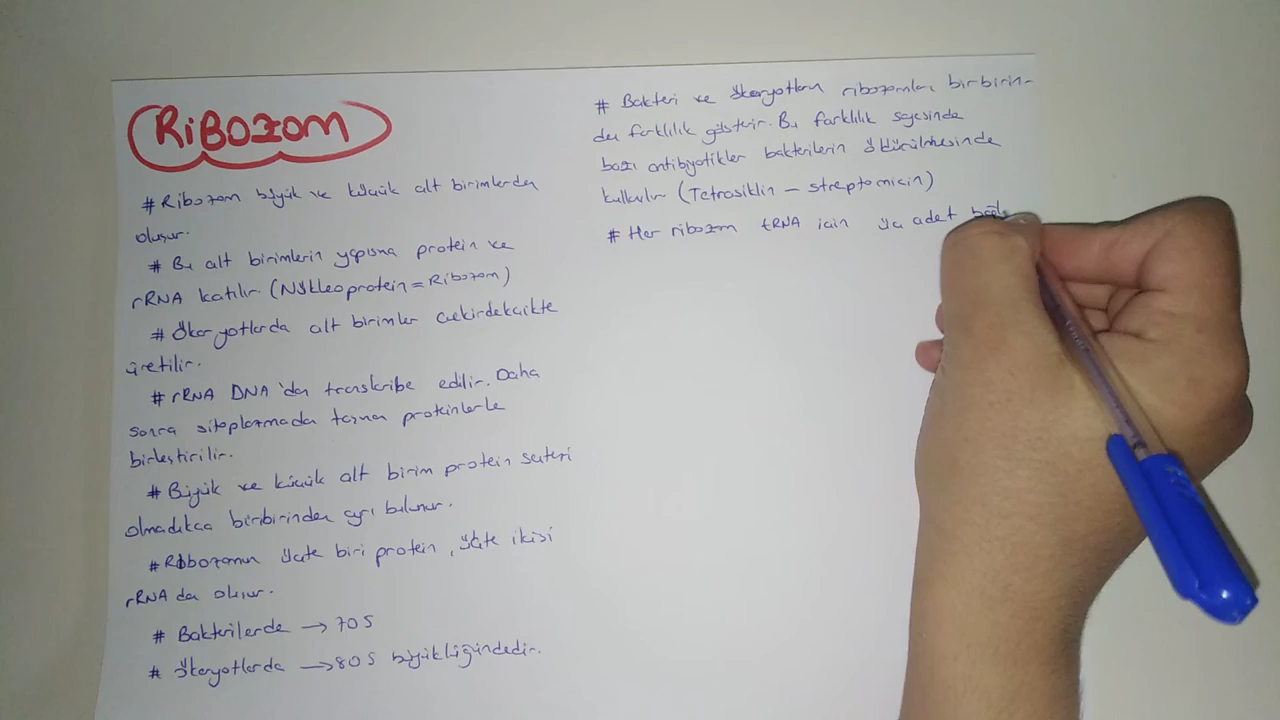 RiBozom
# Ribozom büyük ve küçük alt birimlerden
oluşur.
# Bu alt birimlerin yapısına protein ve
rRNA katılır. (Nükleoprotein = Ribozom)
# Ökaryotlarda alt birimler çekirdekçikte
üretilir.
# rRNA DNA'dan transkribe edilir. Daha
sonra sitoplazmada taşınan proteinlerle
birleştirilir.
# Büyük ve küçük alt birim protein sentezi
olmadıkça biribirinden ayrı bulunur.
# Ribozomun üçte biri protein, üçte ikisi
rRNA dan oluşur.
# Bakterilerde → 70S
# Ökaryotlarda → 80S büyüklüğündedir.
# Bakteri ve ökaryotların ribozomları birbirin-
den farklılık gösterir. Bu farklılık sayesinde
bazı antibiyotikler bakterilerin öldürülmesinde
kullanılır (Tetrasiklin - streptomicin)
# Her ribozom tRNA için üç adet